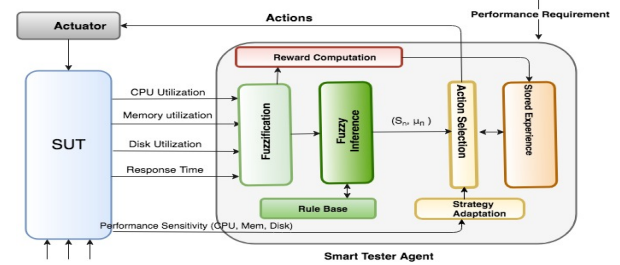 Actions
Performance Requirement
Actuator
Reward Computation
CPU Utilization
Memory utilization
Disk Utilization
Response Time
SUT
Fuzzification
Fuzzy
Inference
(Sn, μn )
Action Selection
Stored Experience
Rule Base
Strategy
Adaptation
Performance Sensitivity (CPU, Mem, Disk)
Smart Tester Agent